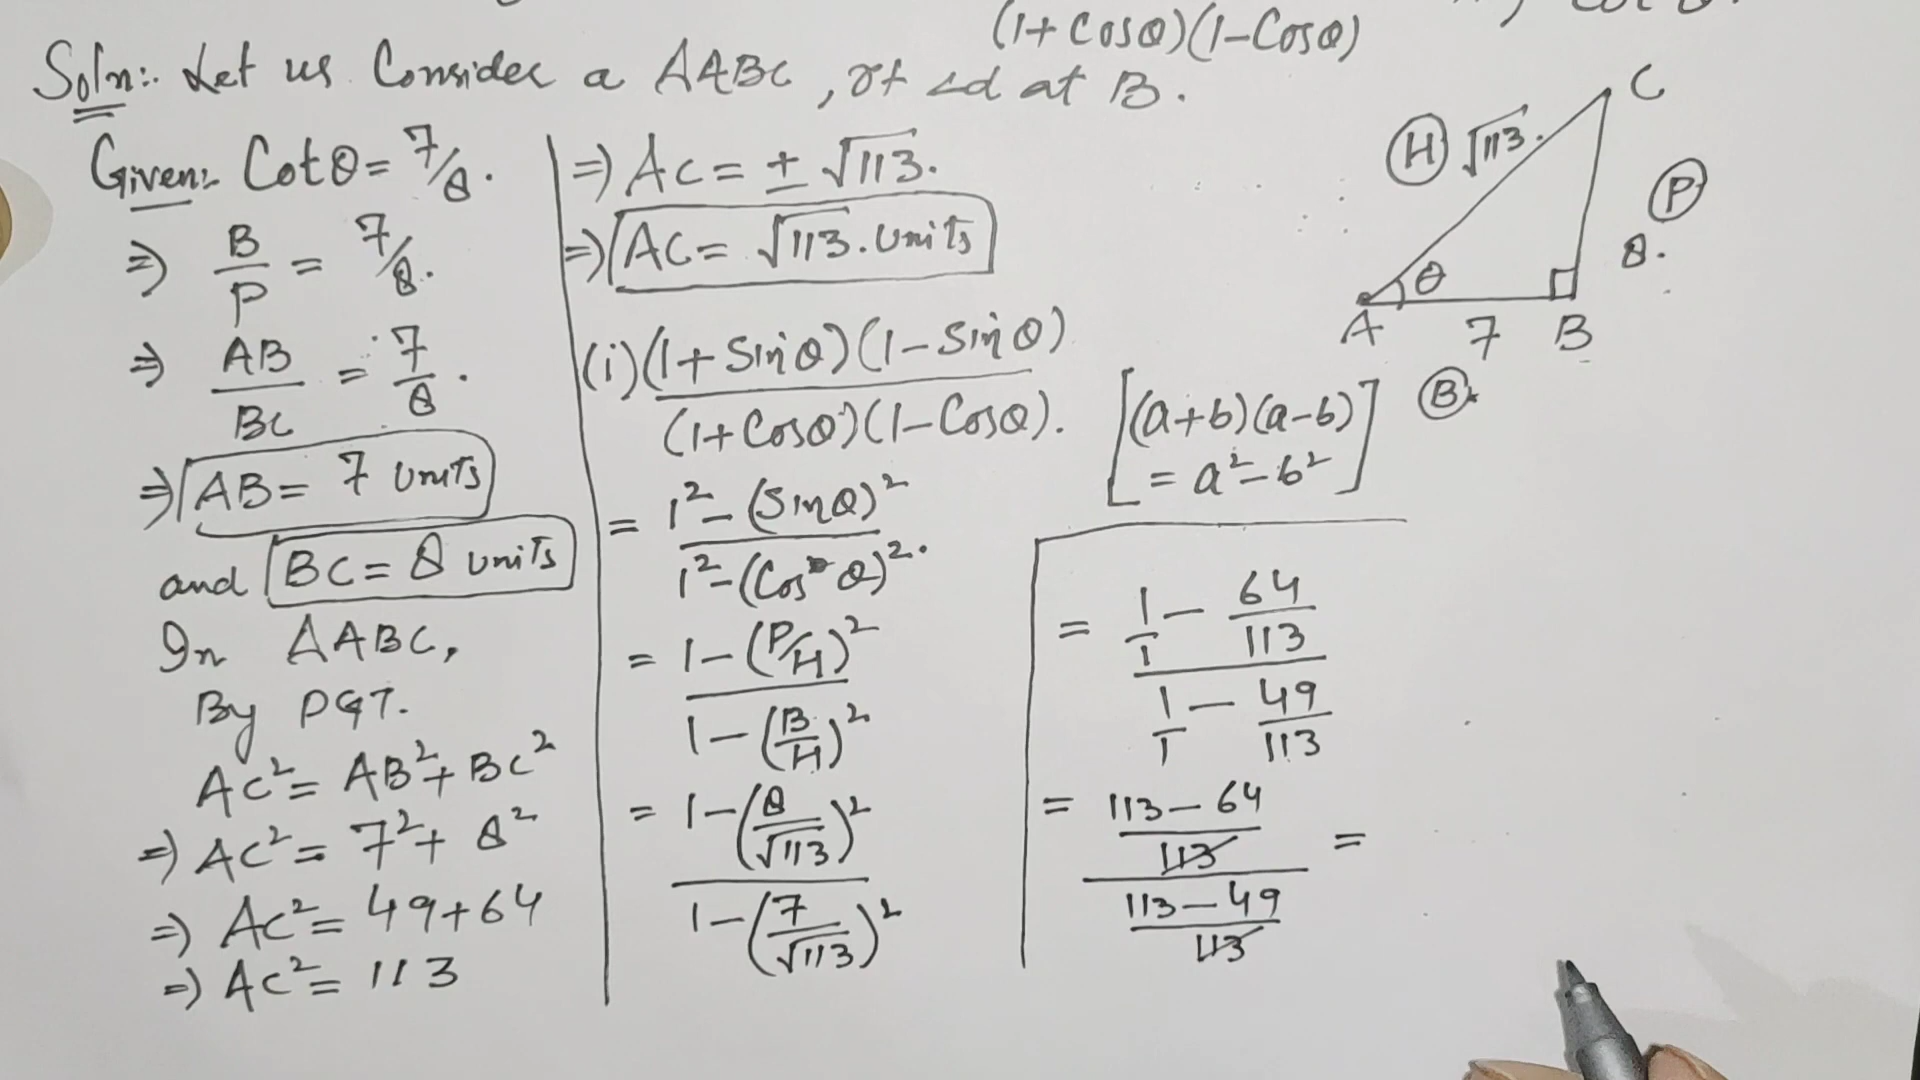 (1+Cosθ)(1-Cosθ)
Soln:- Let us Consider a ΔABC, rt ∠d at B.
Given:- Cotθ = 7/8.
⇒ B/P = 7/8.
⇒ AB/BC = 7/8.
⇒ AB = 7 units
and BC = 8 units
In ΔABC,
By PGT.
AC² = AB² + BC²
⇒ AC² = 7² + 8²
⇒ AC² = 49+64
⇒ AC² = 113
⇒ AC = ± √113.
⇒ AC = √113. units
(i) (1+Sinθ)(1-Sinθ)
(1+Cosθ)(1-Cosθ).
[(a+b)(a-b)
= a²-b²]
= 1² - (Sinθ)²
1² - (Cosθ)².
= 1-(P/H)²
1-(B/H)²
= 1-(8/√113)²
1-(7/√113)²
= 1/1 - 64/113
1/1 - 49/113
= 113-64
113
113-49
113
=
C
H √113.
P
8.
θ
A 7 B
B